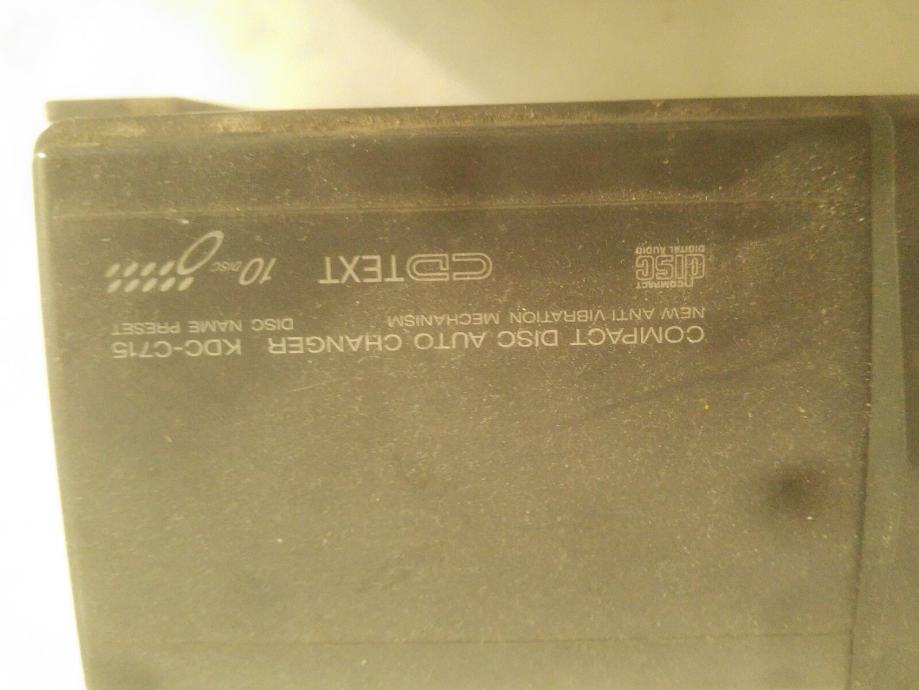 COMPACT DISC AUTO CHANGER KDC-C715
NEW ANTI VIBRATION MECHANISM DISC NAME PRESET
COMPACT
disc
DIGITAL AUDIO
CD TEXT
10 DISC